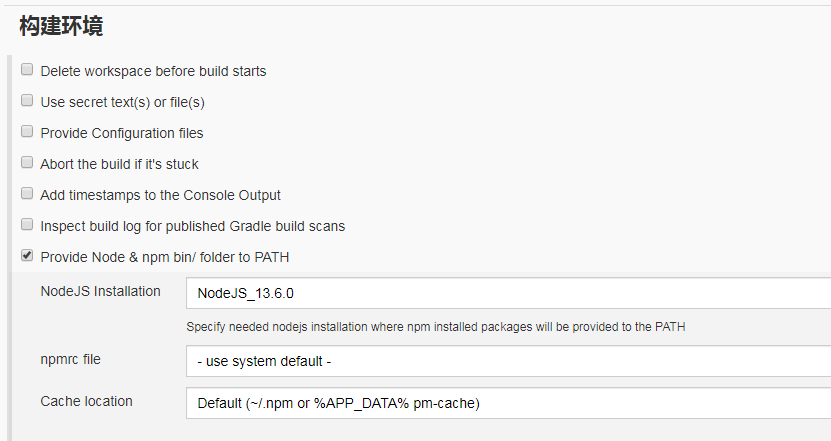 构建环境
Delete workspace before build starts
Use secret text(s) or file(s)
Provide Configuration files
Abort the build if it's stuck
Add timestamps to the Console Output
Inspect build log for published Gradle build scans
Provide Node & npm bin/ folder to PATH
NodeJS Installation NodeJS_13.6.0
Specify needed nodejs installation where npm installed packages will be provided to the PATH
npmrc file - use system default -
Cache location Default (~/.npm or %APP_DATA% pm-cache)